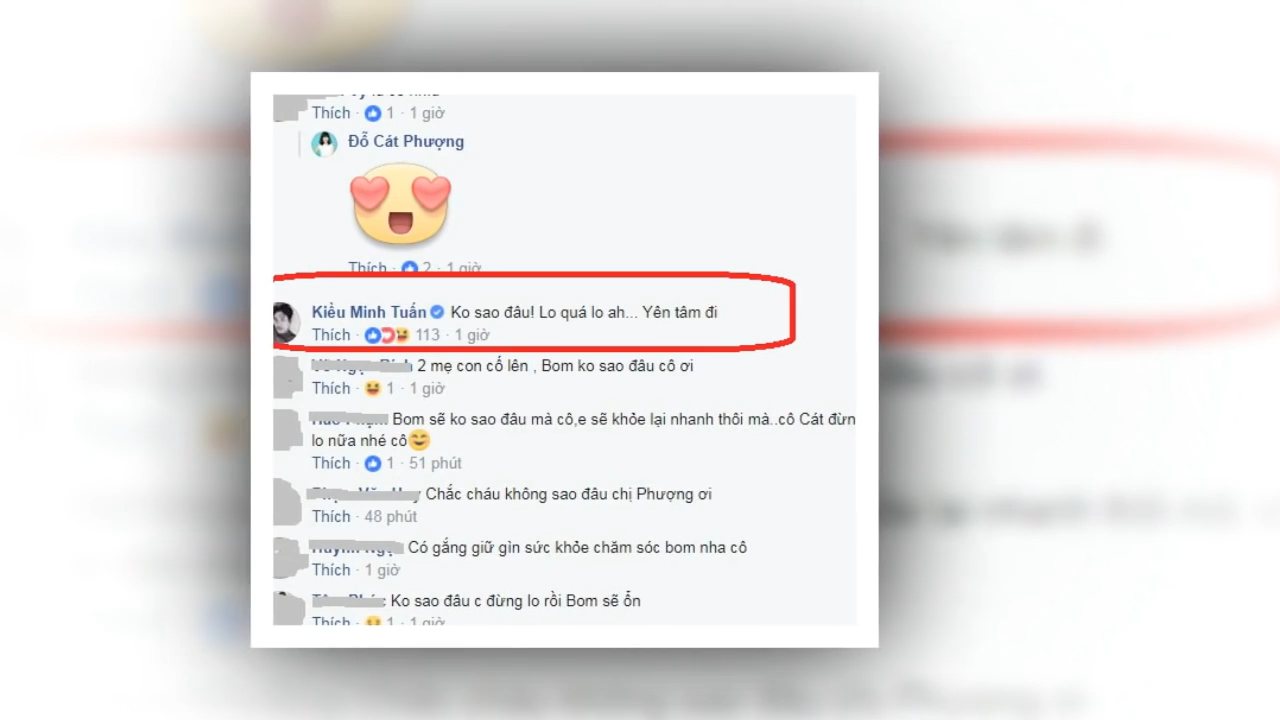 Thích · 1 · 1 giờ
Đỗ Cát Phượng
Thích · 2 · 1 giờ
Kiều Minh Tuấn Ko sao đâu! Lo quá lo ah... Yên tâm đi
Thích · 113 · 1 giờ
2 mẹ con cố lên , Bom ko sao đâu cô ơi
Thích · 1 · 1 giờ
Bom sẽ ko sao đâu mà cô,e sẽ khỏe lại nhanh thôi mà..cô Cát đừn
lo nữa nhé cô
Thích · 1 · 51 phút
Chắc cháu không sao đâu chị Phượng ơi
Thích · 48 phút
Có gắng giữ gìn sức khỏe chăm sóc bom nha cô
Thích · 1 giờ
Ko sao đâu c đừng lo rồi Bom sẽ ổn
Thích · 1 · 1 giờ